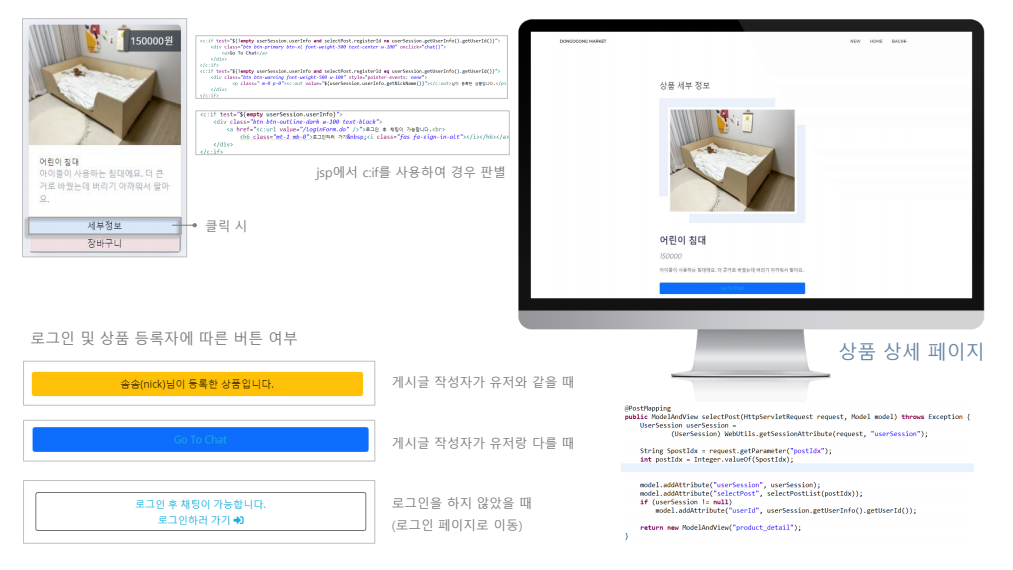 150000원
어린이 침대
아이들이 사용하는 침대에요. 더 큰
거로 바꿨는데 버리기 아까워서 팔아
요.
세부정보
장바구니
클릭 시
<c:if test="${!empty userSession.userInfo and selectPost.registerId ne userSession.getUserInfo().getUserId()}">
<div class="btn btn-primary btn-xl font-weight-500 text-center w-100" onclick="chat()">
<a>Go To Chat</a>
</div>
</c:if>
<c:if test="${!empty userSession.userInfo and selectPost.registerId eq userSession.getUserInfo().getUserId()}">
<div class="btn btn-warning font-weight-500 w-100" style="pointer-events: none">
<p class=" m-0 p-0"><c:out value="${userSession.userInfo.getNickName()}"></c:out>님이 등록한 상품입니다.</p>
</div>
</c:if>
<c:if test="${empty userSession.userInfo}">
<div class="btn btn-outline-dark w-100 text-black">
<a href="<c:url value="/loginForm.do" />">로그인 후 채팅이 가능합니다.<br>
<h6 class="mt-1 mb-0">로그인하러 가기&nbsp;<i class="fas fa-sign-in-alt"></i></h6></a>
</div>
</c:if>
jsp에서 c:if를 사용하여 경우 판별
DONGDODONG MARKET
NEW HOME BACK
상품 세부 정보
어린이 침대
150000
아이들이 사용하는 침대에요. 더 큰거로 바꿨는데 버리기 아까워서 팔아요.
Go To Chat
상품 상세 페이지
로그인 및 상품 등록자에 따른 버튼 여부
송송(nick)님이 등록한 상품입니다.
게시글 작성자가 유저와 같을 때
Go To Chat
게시글 작성자가 유저랑 다를 때
로그인 후 채팅이 가능합니다.
로그인하러 가기
로그인을 하지 않았을 때
(로그인 페이지로 이동)
@PostMapping
public ModelAndView selectPost(HttpServletRequest request, Model model) throws Exception {
UserSession userSession =
(UserSession) WebUtils.getSessionAttribute(request, "userSession");
String SpostIdx = request.getParameter("postIdx");
int postIdx = Integer.valueOf(SpostIdx);
model.addAttribute("userSession", userSession);
model.addAttribute("selectPost", selectPostList(postIdx));
if (userSession != null)
model.addAttribute("userId", userSession.getUserInfo().getUserId());
return new ModelAndView("product_detail");
}